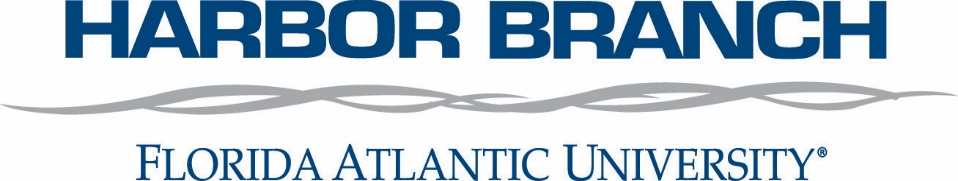 HARBOR BRANCH
FLORIDA ATLANTIC UNIVERSITY®